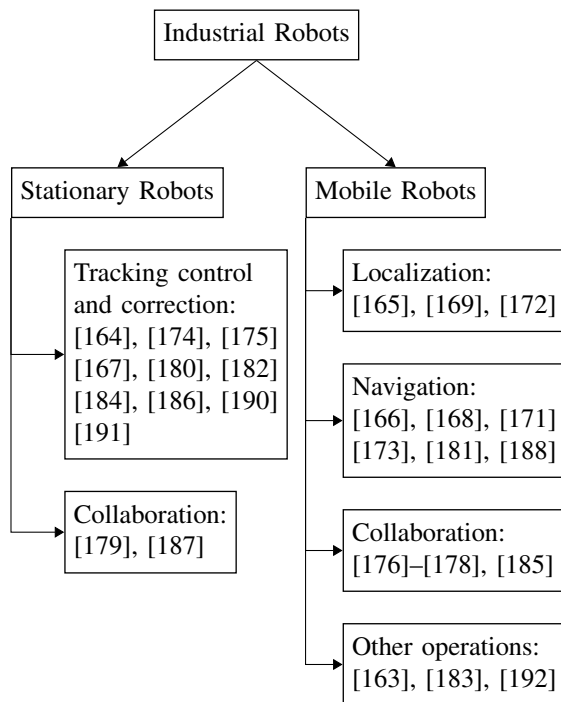 Industrial Robots
Stationary Robots
Tracking control
and correction:
[164], [174], [175]
[167], [180], [182]
[184], [186], [190]
[191]
Collaboration:
[179], [187]
Mobile Robots
Localization:
[165], [169], [172]
Navigation:
[166], [168], [171]
[173], [181], [188]
Collaboration:
[176]–[178], [185]
Other operations:
[163], [183], [192]